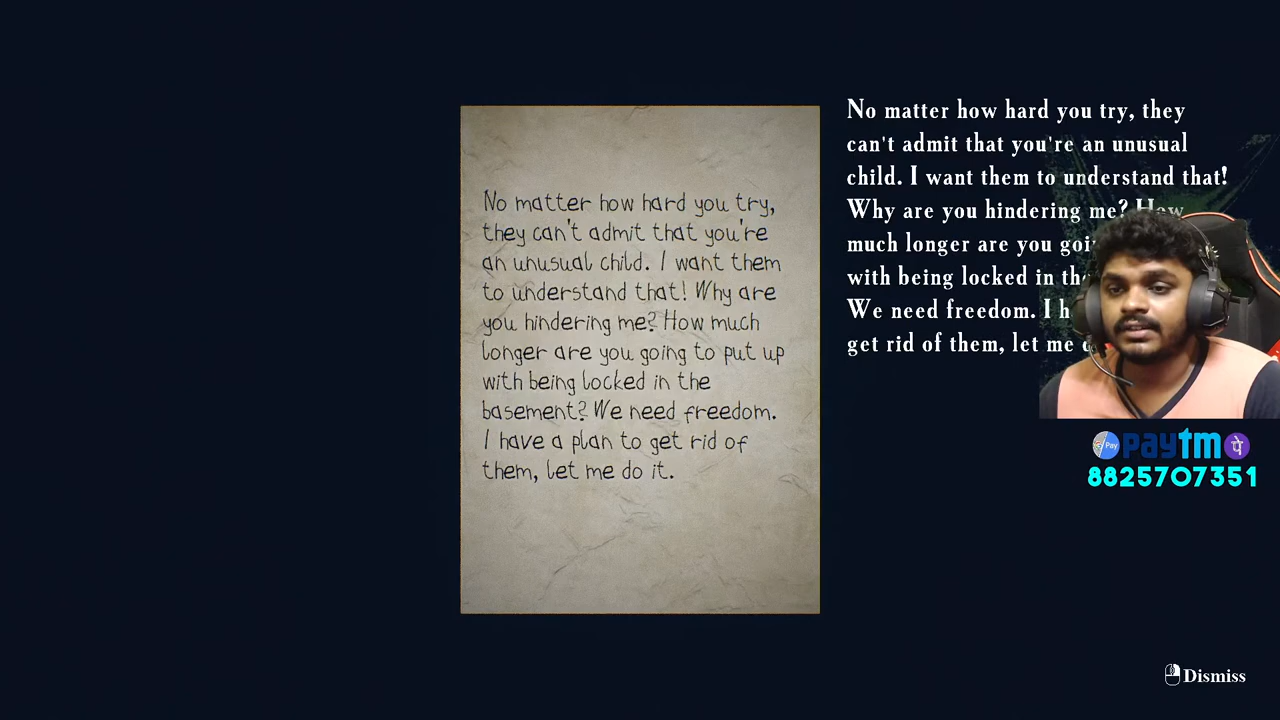 No matter how hard you try,
they can't admit that you're
an unusual child. I want them
to understand that! Why are
you hindering me? How much
longer are you going to put up
with being locked in the
basement? We need freedom.
I have a plan to get rid of
them, let me do it.
No matter how hard you try, they
can't admit that you're an unusual
child. I want them to understand that!
Why are you hindering me? How
much longer are you
with being locked in
We need freedom. I
get rid of them, let me
Pay paytm पे
8825707351
Dismiss